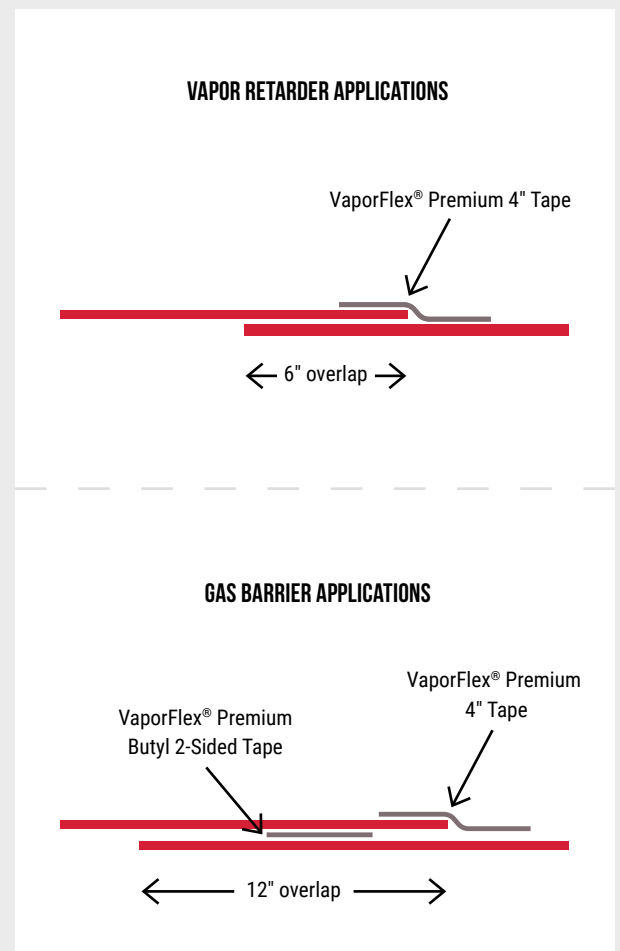 VAPOR RETARDER APPLICATIONS
VaporFlex® Premium 4" Tape
6" overlap
GAS BARRIER APPLICATIONS
VaporFlex® Premium
4" Tape
VaporFlex® Premium
Butyl 2-Sided Tape
12" overlap